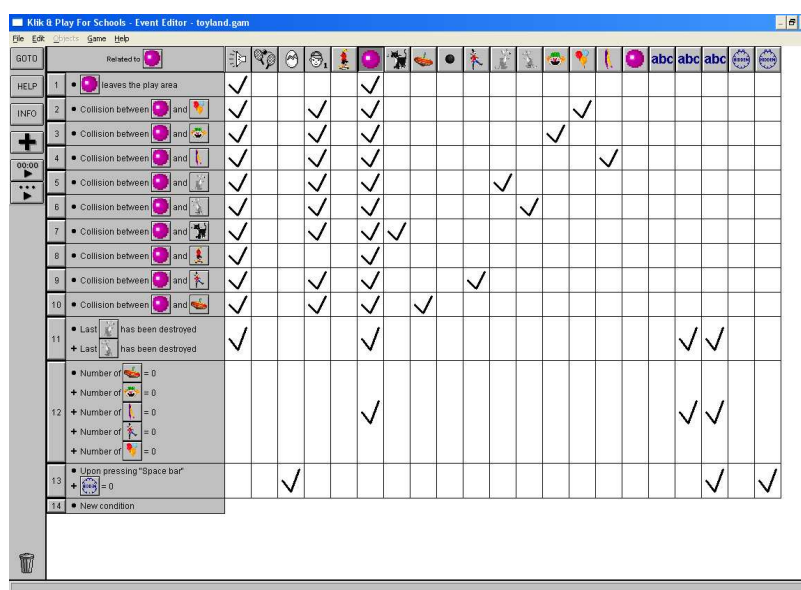 Klik & Play For Schools - Event Editor - toyland.gam
File Edit Objects Game Help
GOTO
Related to
1
abc abc abc
HIDDEN
HIDDEN
HELP
INFO
00:00
1 • leaves the play area
2 • Collision between and
3 • Collision between and
4 • Collision between and
5 • Collision between and
6 • Collision between and
7 • Collision between and
8 • Collision between and
9 • Collision between and
10 • Collision between and
11 • Last has been destroyed
+ Last has been destroyed
12 • Number of = 0
+ Number of = 0
+ Number of = 0
+ Number of = 0
+ Number of = 0
13 • Upon pressing "Space bar"
+ HIDDEN = 0
14 • New condition